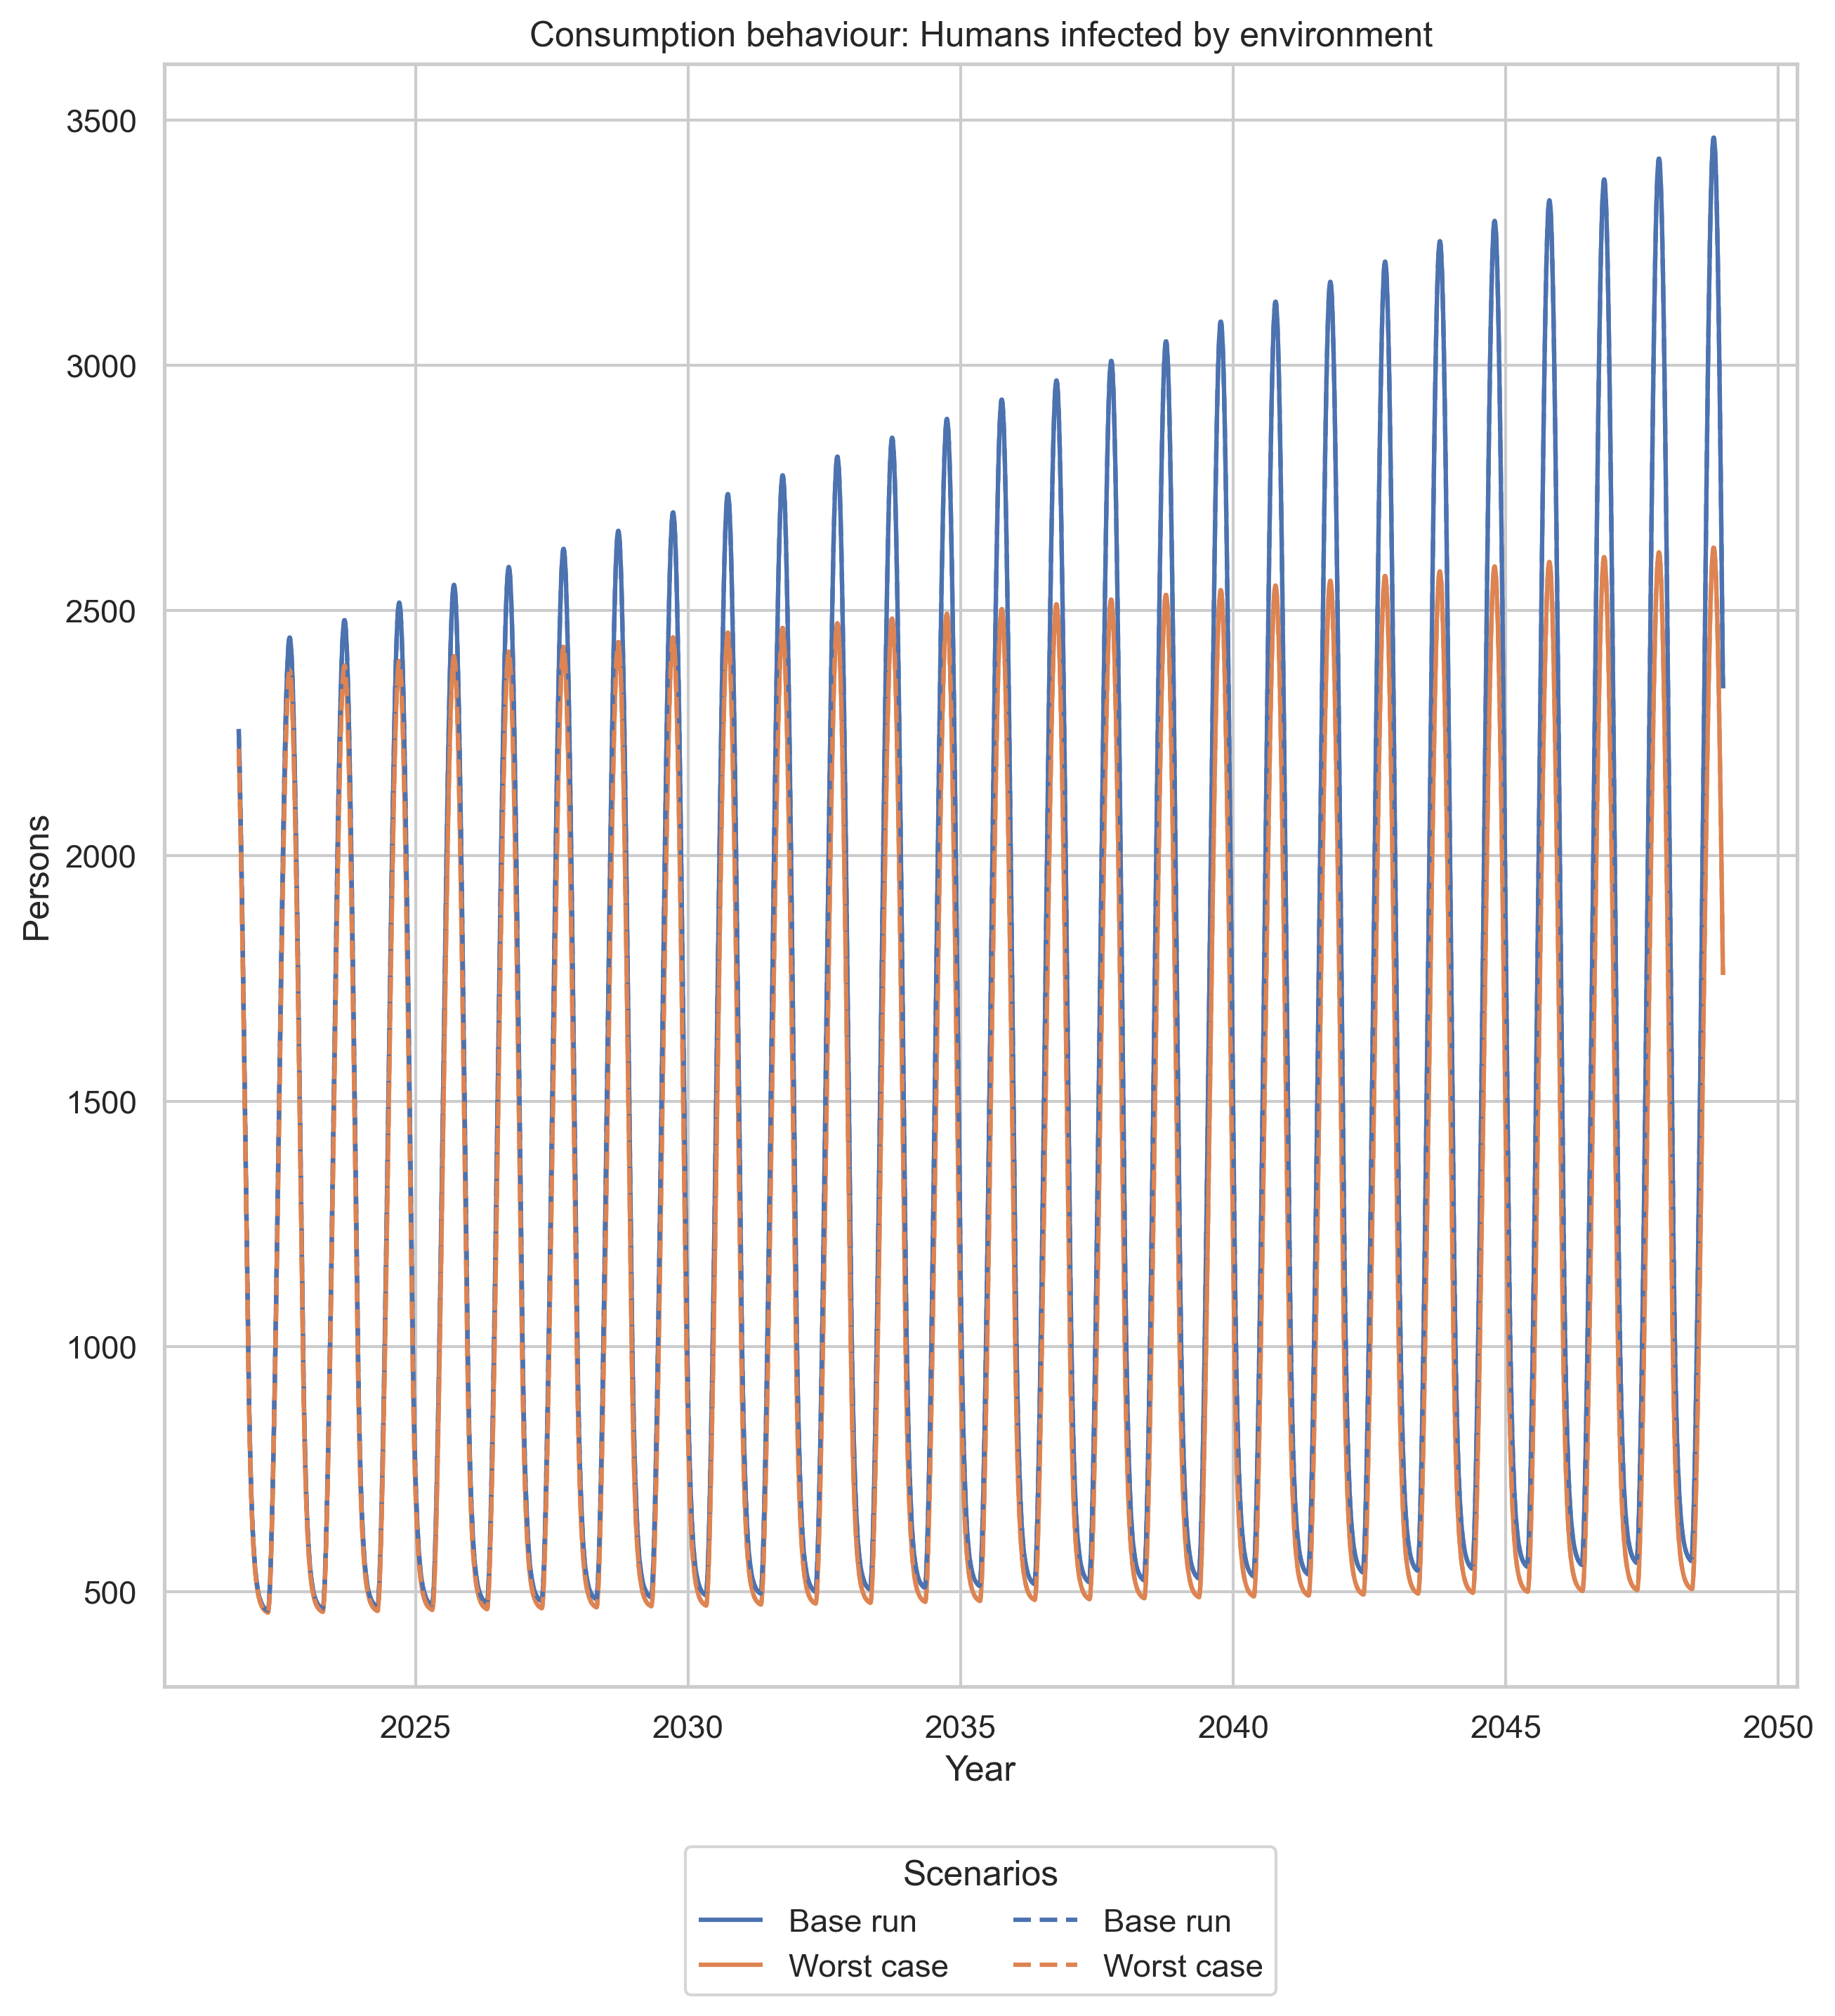 Consumption behaviour: Humans infected by environment
3500
3000
2500
2000
1500
1000
500
Persons
2025 2030 2035 2040 2045 2050
Year
Scenarios
Base run Base run
Worst case Worst case